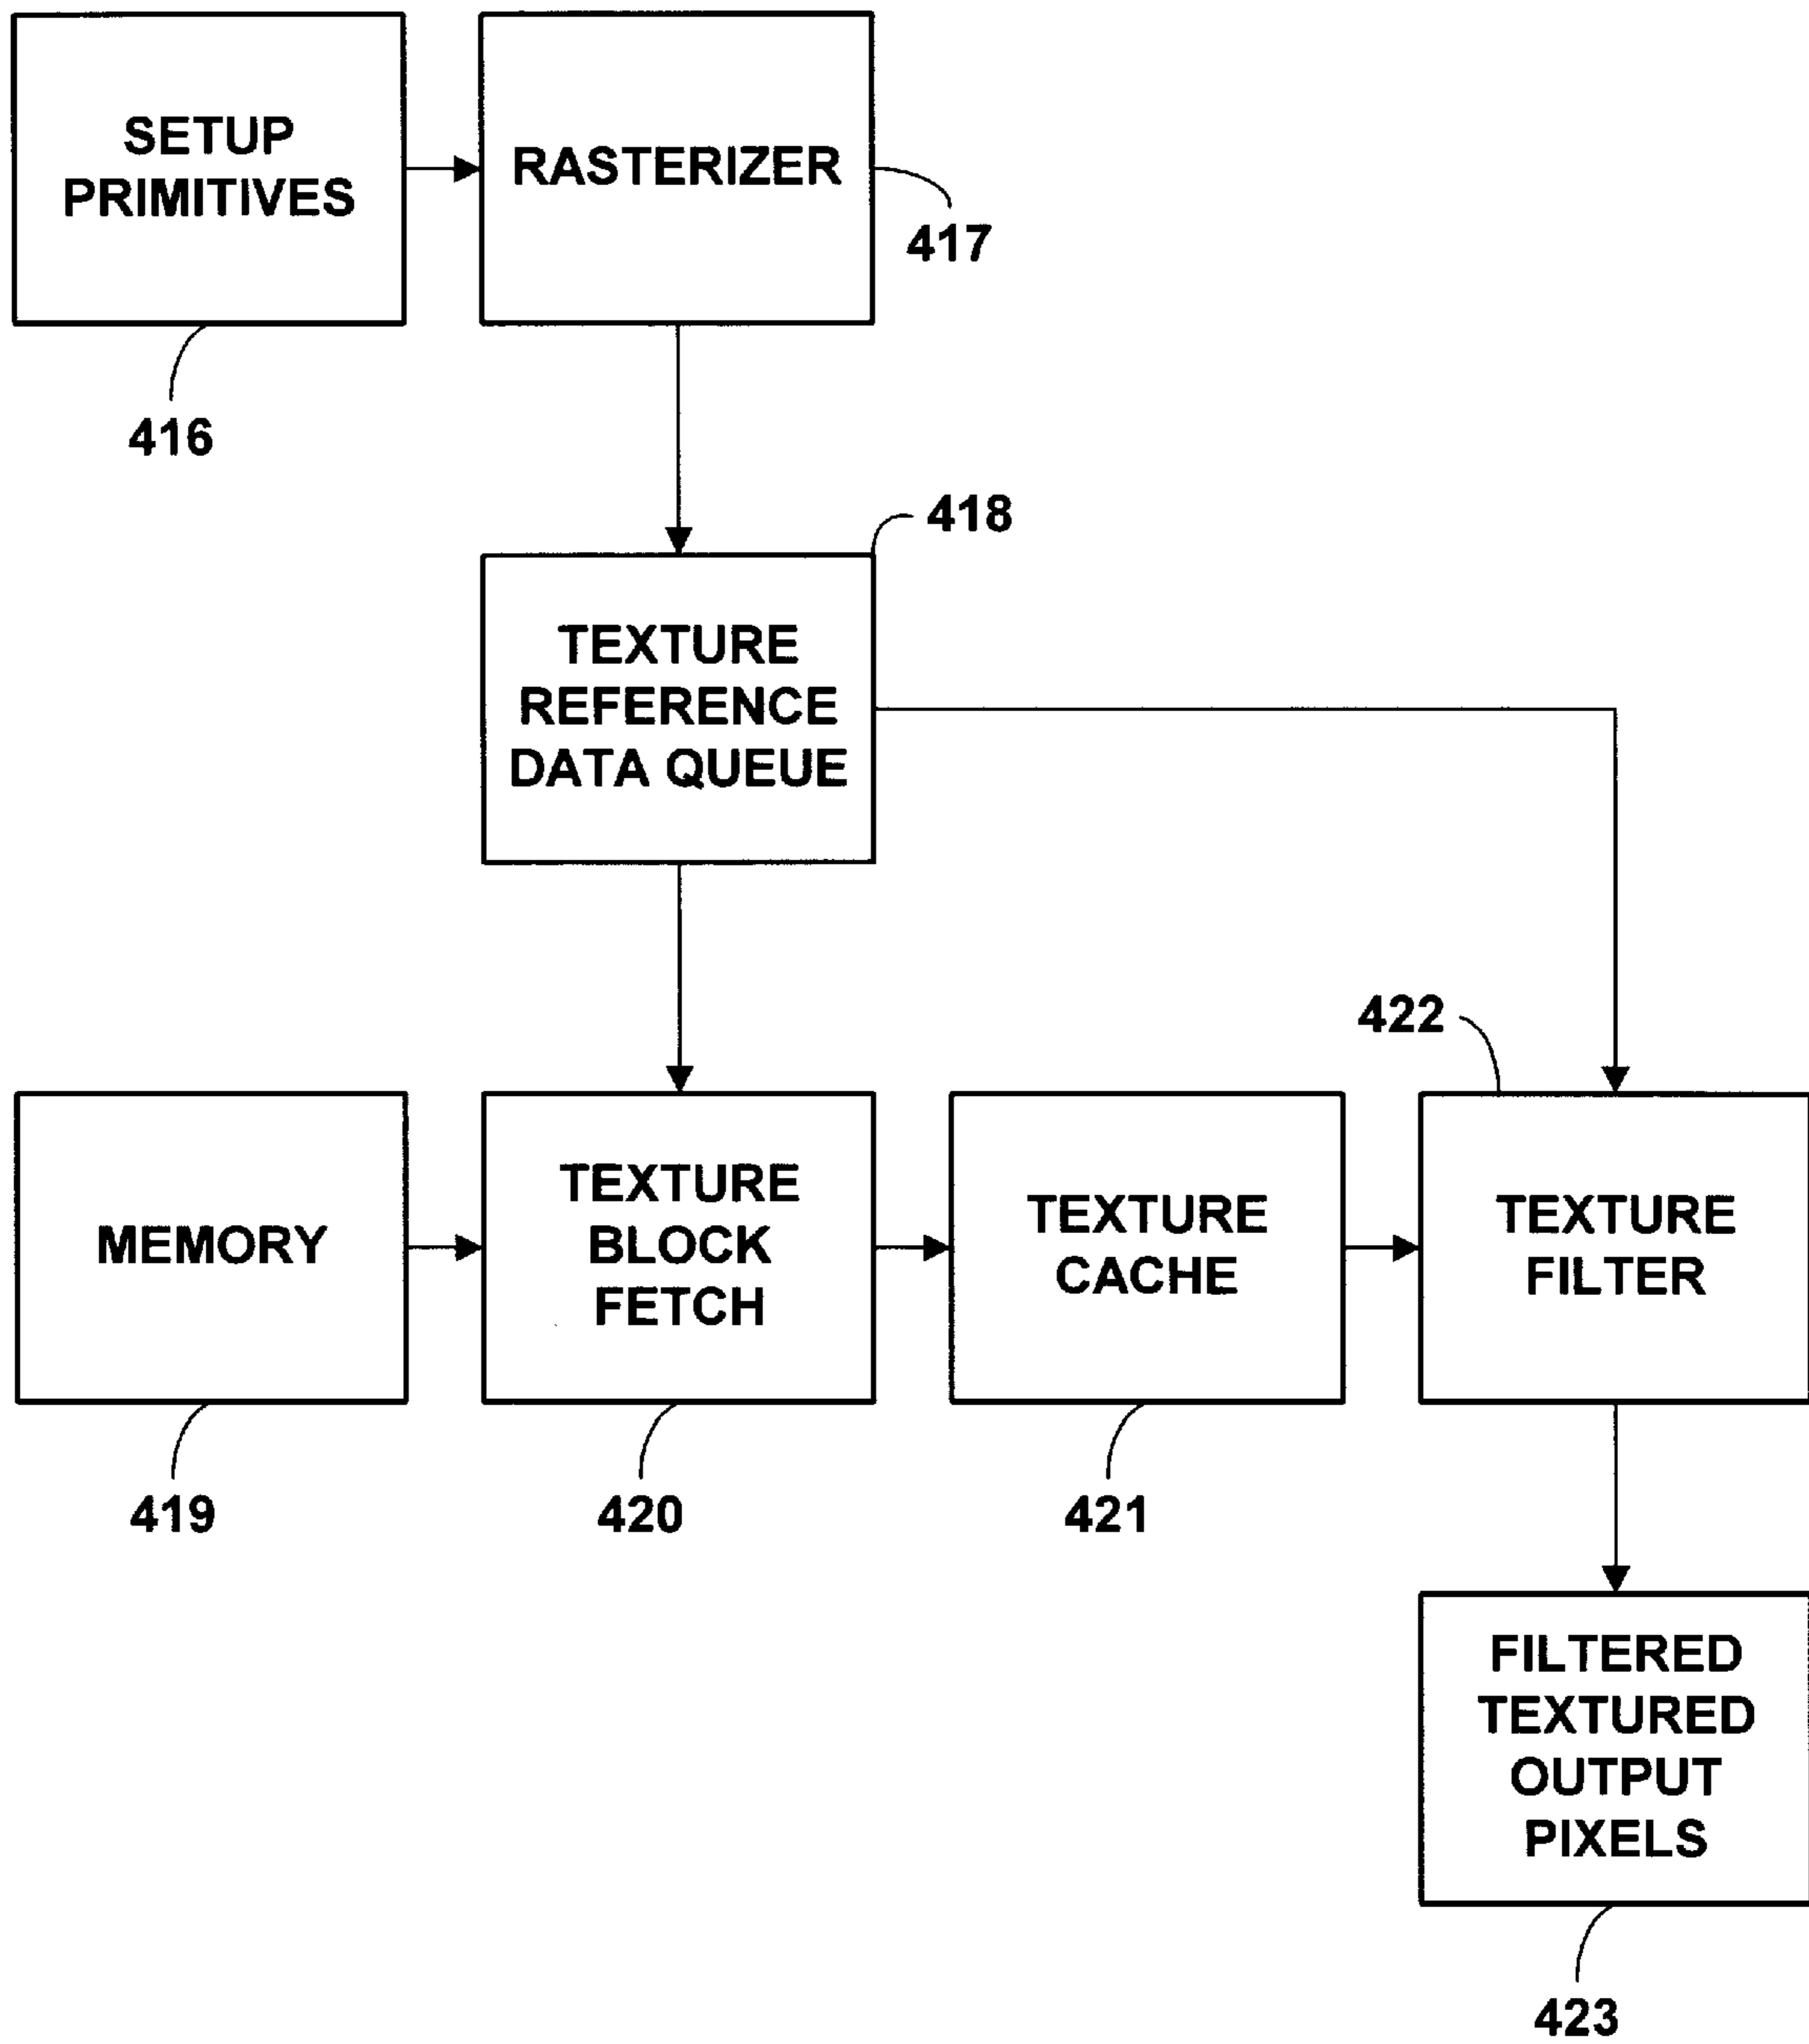 SETUP
PRIMITIVES
RASTERIZER
417
416
418
TEXTURE
REFERENCE
DATA QUEUE
422
MEMORY
TEXTURE
BLOCK
FETCH
TEXTURE
CACHE
TEXTURE
FILTER
419
420
421
FILTERED
TEXTURED
OUTPUT
PIXELS
423